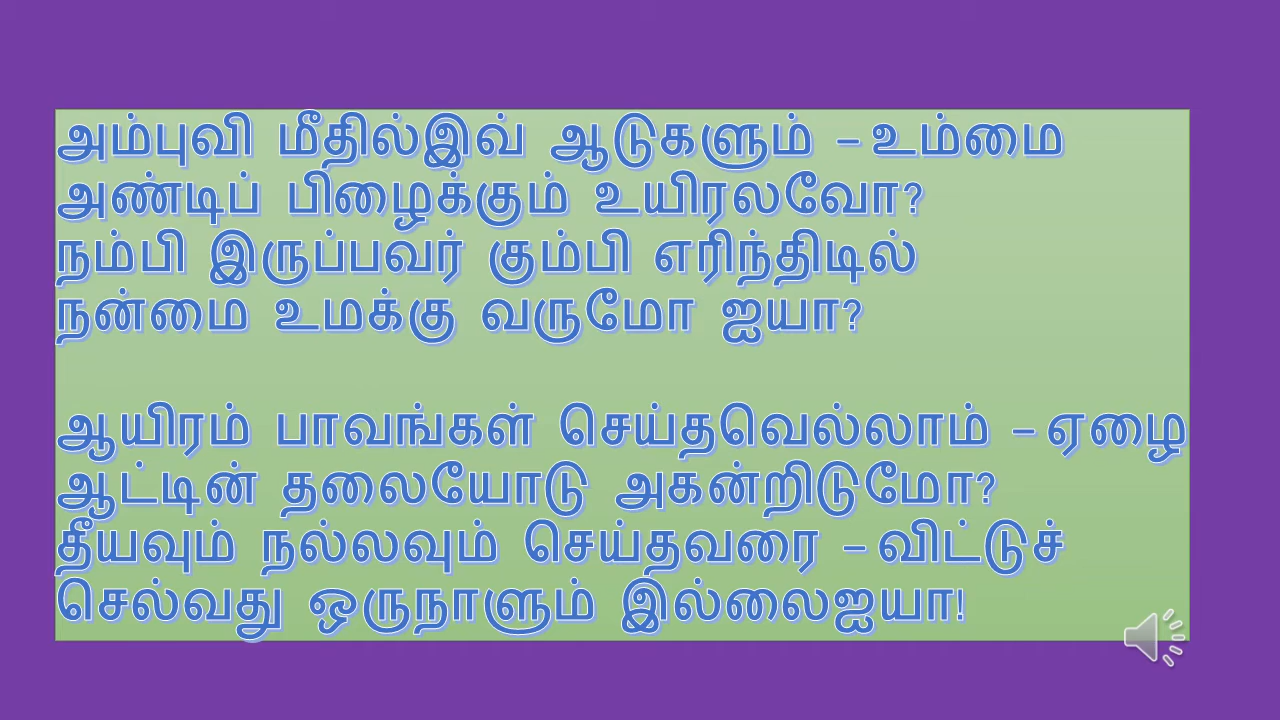 அம்புவி மீதில்இவ் ஆடுகளும் – உம்மை
அண்டிப் பிழைக்கும் உயிரலவோ?
நம்பி இருப்பவர் கும்பி எரிந்திடில்
நன்மை உமக்கு வருமோ ஐயா?
ஆயிரம் பாவங்கள் செய்தவெல்லாம் – ஏழை
ஆட்டின் தலையோடு அகன்றிடுமோ?
தீயவும் நல்லவும் செய்தவரை – விட்டுச்
செல்வது ஒருநாளும் இல்லைஐயா!